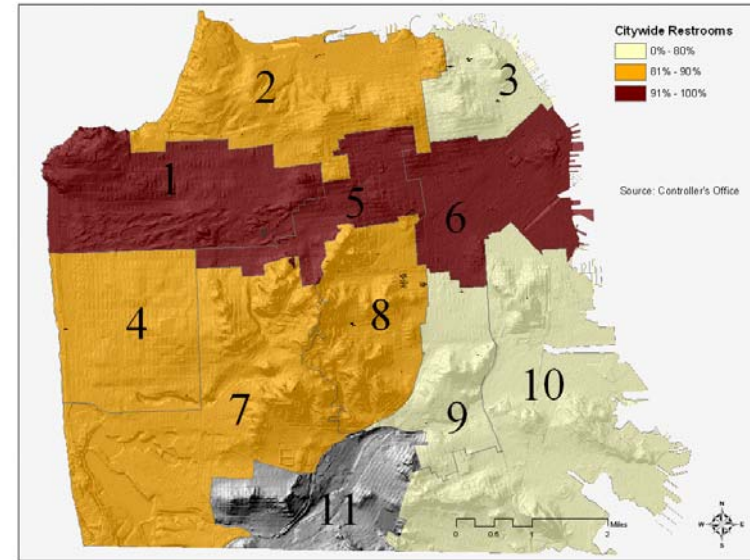 Citywide Restrooms
0% - 80%
81% - 90%
91% - 100%
Source: Controller's Office
2
3
1
5
6
4
8
7
10
9
11
N
W E
S
0 0.5 1 2
Miles